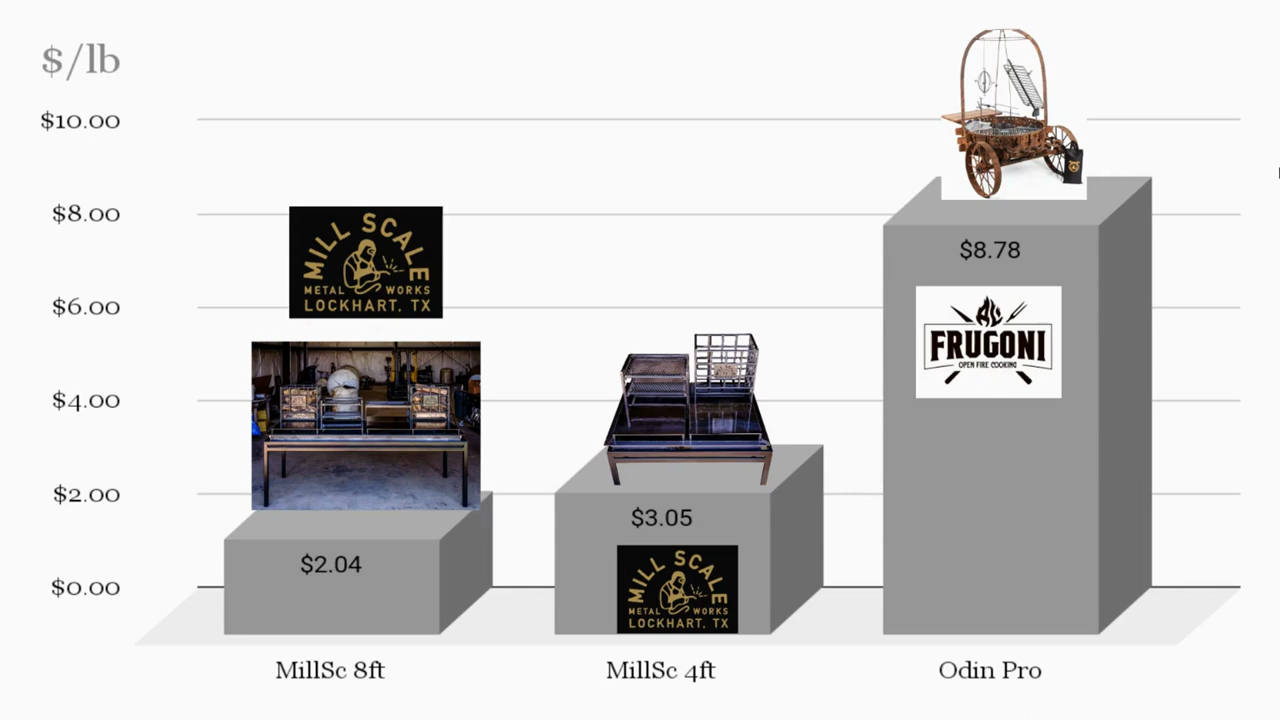 $/lb
$10.00
$8.00
$6.00
$4.00
$2.00
$0.00
MILL SCALE
METAL WORKS
LOCKHART, TX
$2.04
$3.05
MILL SCALE
METAL WORKS
LOCKHART, TX
$8.78
AL
FRUGONI
OPEN FIRE COOKING
MillSc 8ft
MillSc 4ft
Odin Pro